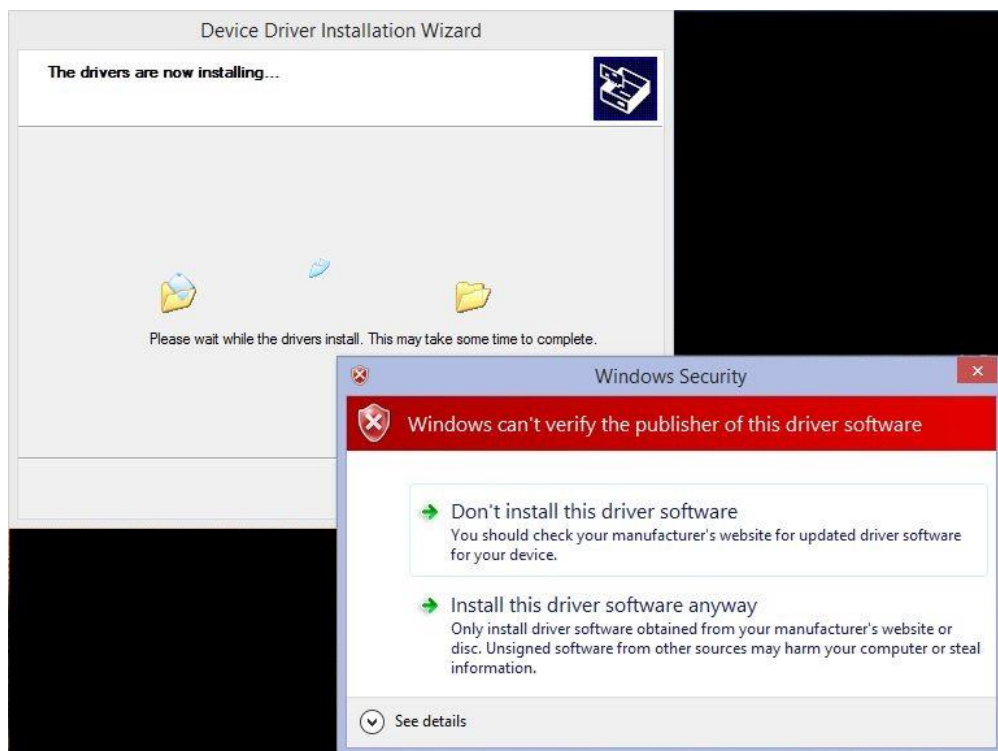 Device Driver Installation Wizard
The drivers are now installing...
Please wait while the drivers install. This may take some time to complete.
Windows Security
Windows can't verify the publisher of this driver software
Don't install this driver software
You should check your manufacturer's website for updated driver software
for your device.
Install this driver software anyway
Only install driver software obtained from your manufacturer's website or
disc. Unsigned software from other sources may harm your computer or steal
information.
See details